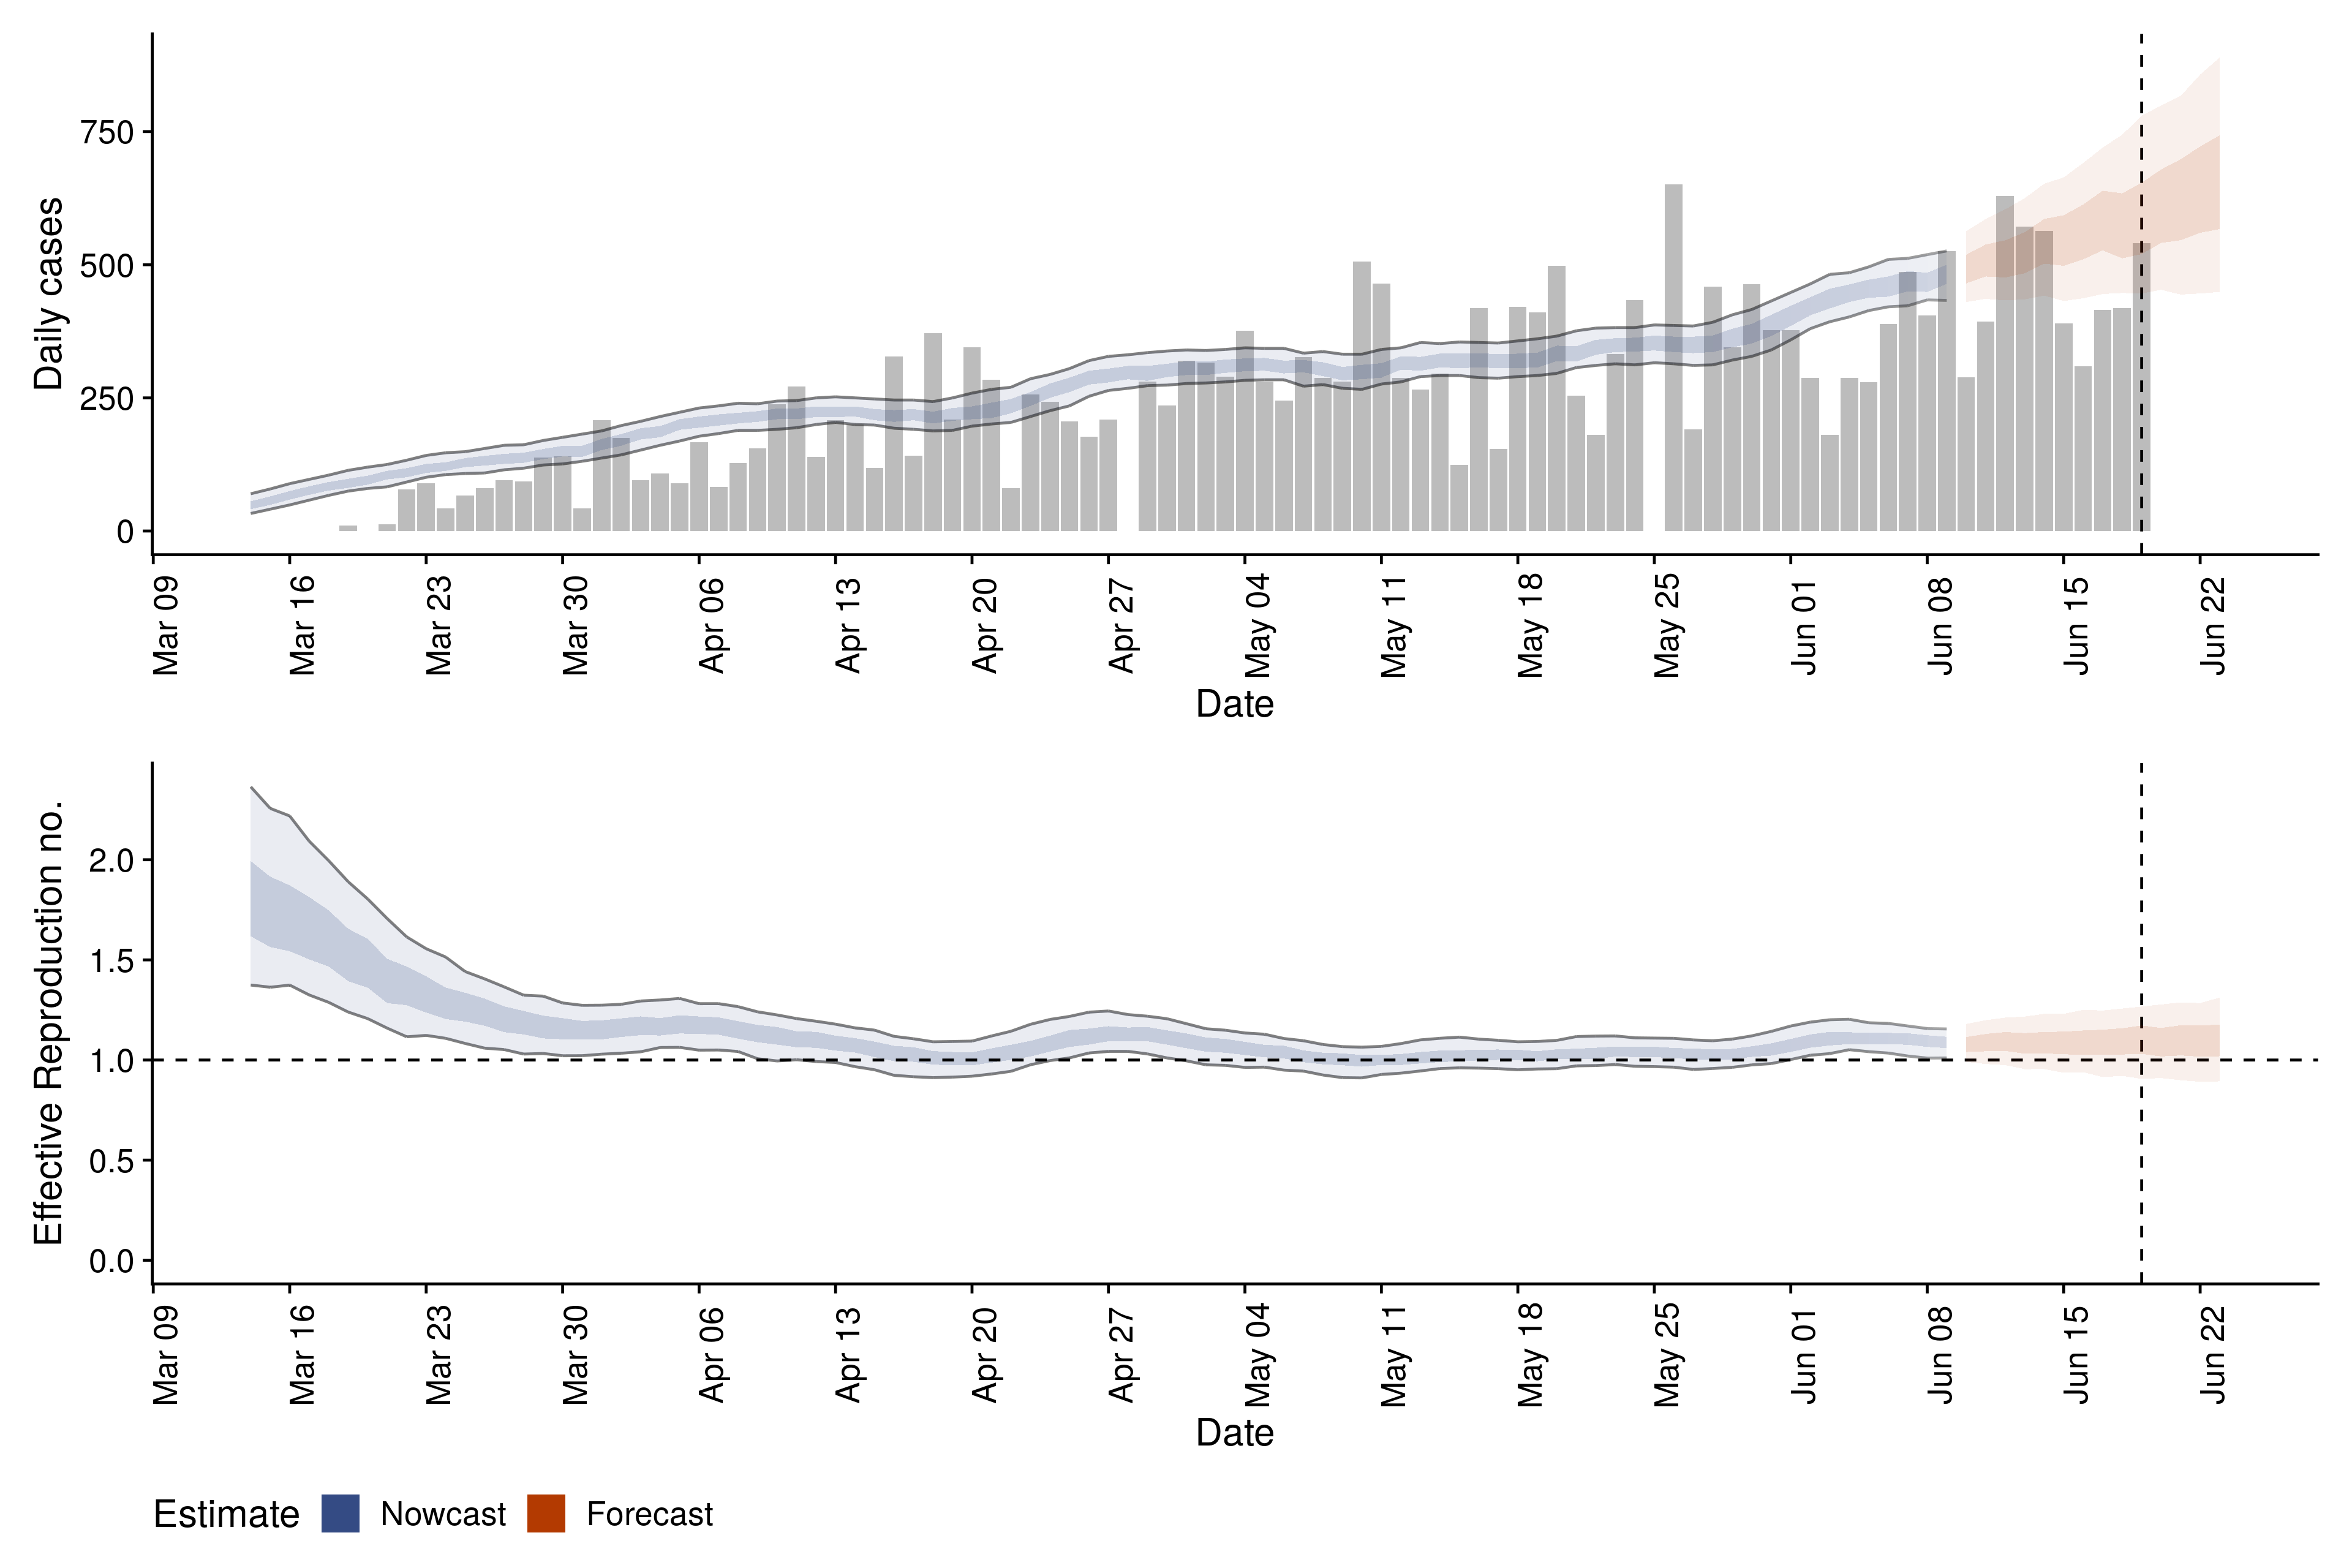 Daily cases
750
500
250
0
Mar 09
Mar 16
Mar 23
Mar 30
Apr 06
Apr 13
Apr 20
Apr 27
May 04
May 11
May 18
May 25
Jun 01
Jun 08
Jun 15
Jun 22
Date
Effective Reproduction no.
2.0
1.5
1.0
0.5
0.0
Mar 09
Mar 16
Mar 23
Mar 30
Apr 06
Apr 13
Apr 20
Apr 27
May 04
May 11
May 18
May 25
Jun 01
Jun 08
Jun 15
Jun 22
Date
Estimate Nowcast Forecast